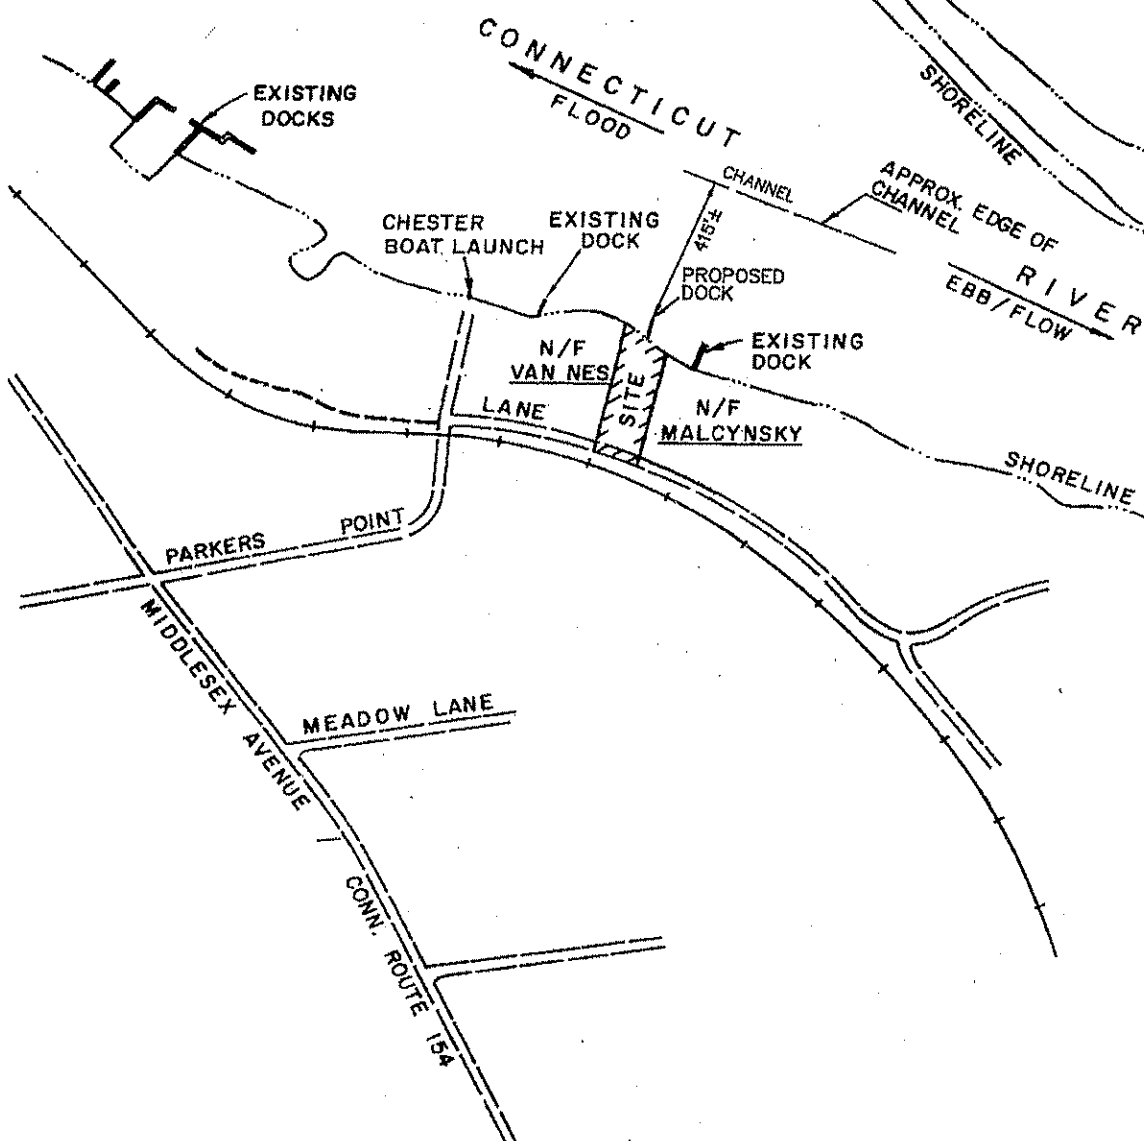 CONNECTICUT
FLOOD
SHORELINE
EXISTING
DOCKS
CHANNEL
APPROX. EDGE OF
CHANNEL
RIVER
EBB/FLOW
415'±
CHESTER
BOAT LAUNCH
EXISTING
DOCK
PROPOSED
DOCK
EXISTING
DOCK
N/F
VAN NES
SITE
N/F
MALCYNSKY
SHORELINE
PARKERS POINT LANE
MIDDLESEX AVENUE
MEADOW LANE
CONN. ROUTE 154